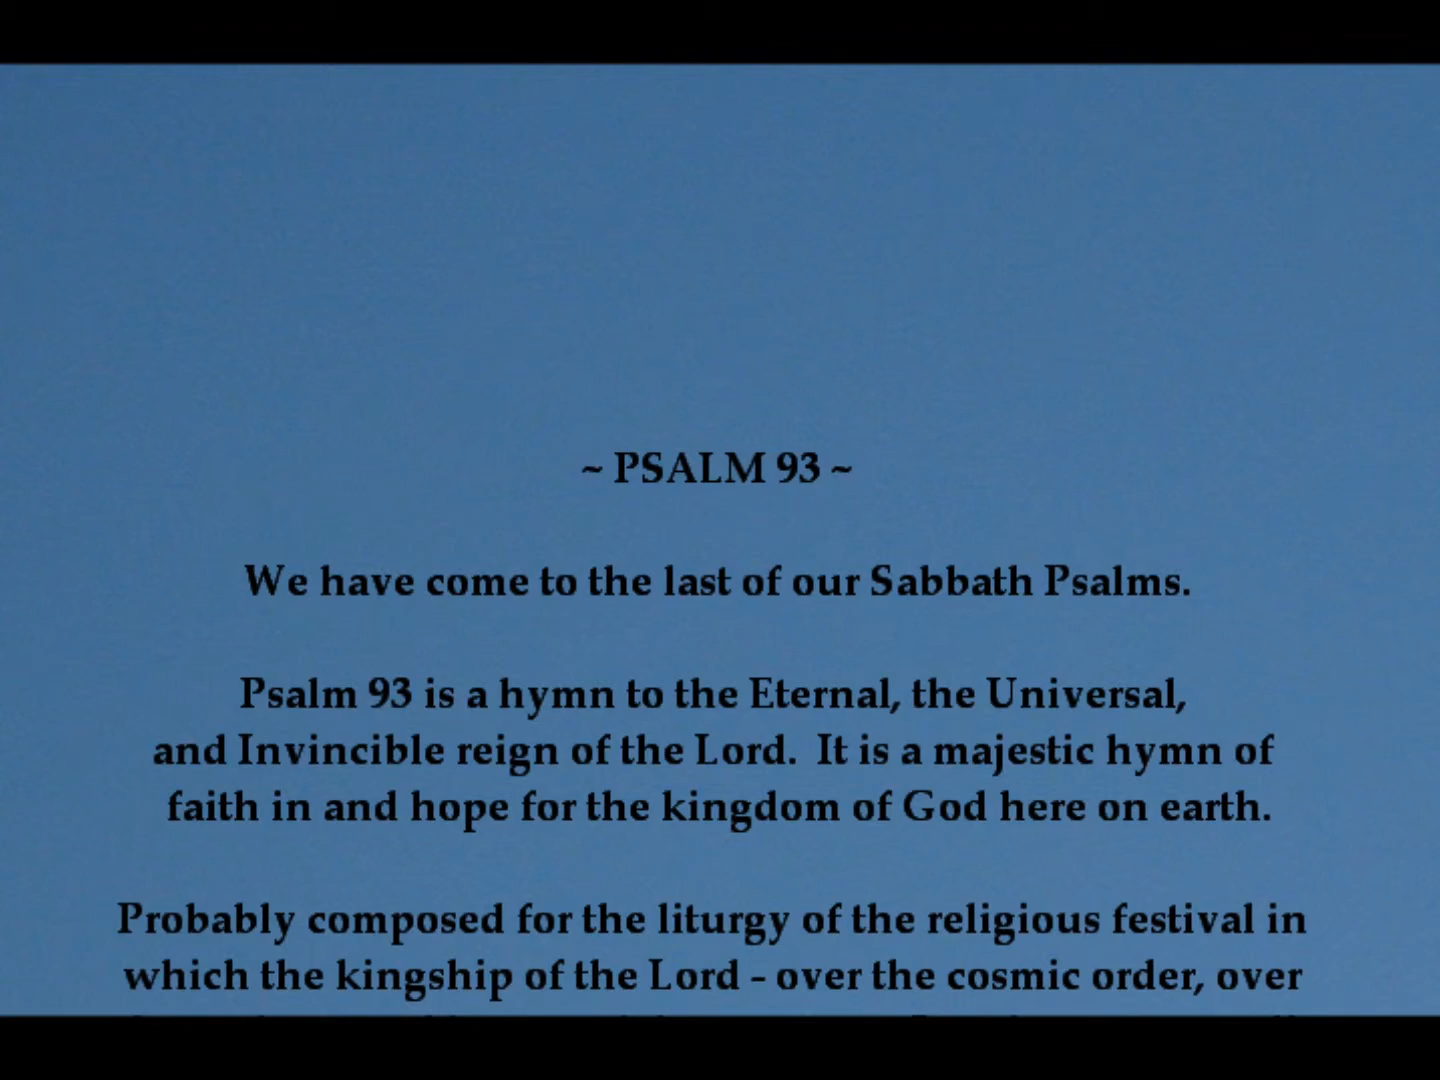 ~ PSALM 93 ~
We have come to the last of our Sabbath Psalms.
Psalm 93 is a hymn to the Eternal, the Universal,
and Invincible reign of the Lord. It is a majestic hymn of
faith in and hope for the kingdom of God here on earth.
Probably composed for the liturgy of the religious festival in
which the kingship of the Lord - over the cosmic order, over